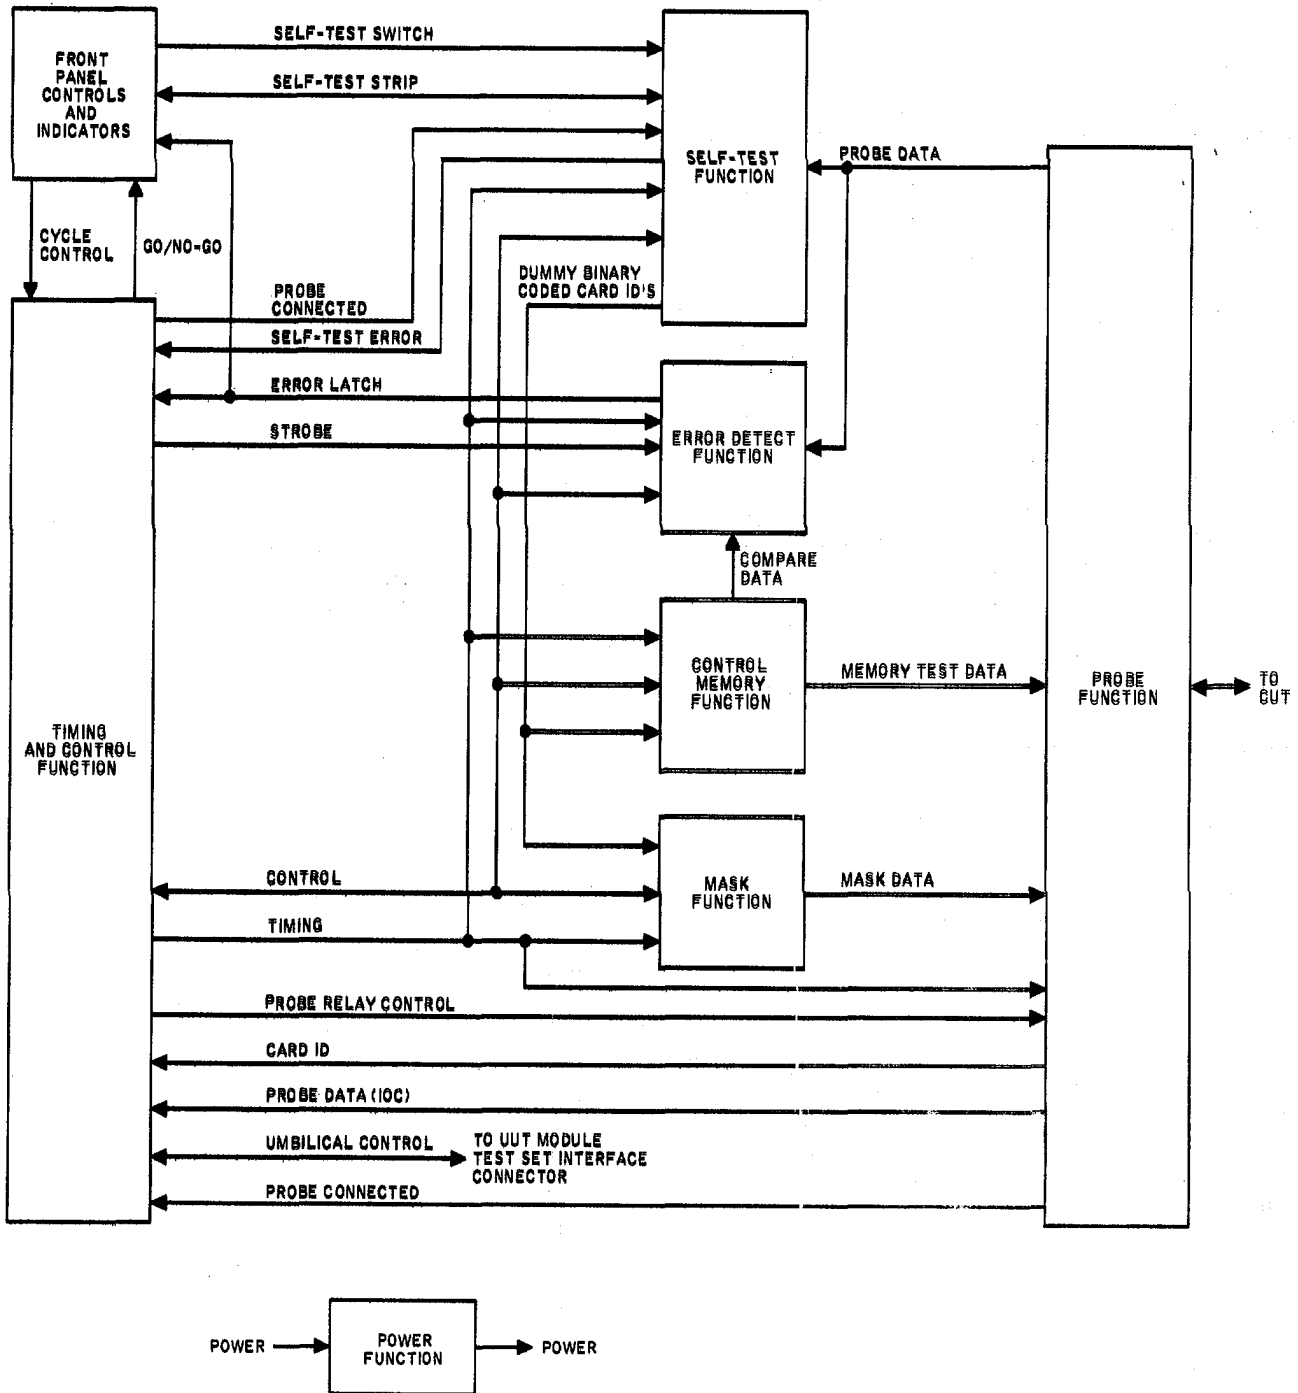 SELF-TEST SWITCH
FRONT
PANEL
CONTROLS
AND
INDICATORS
SELF-TEST STRIP
SELF-TEST
FUNCTION
PROBE DATA
CYCLE
CONTROL
GO/NO-GO
DUMMY BINARY
CODED CARD ID'S
PROBE
CONNECTED
SELF-TEST ERROR
ERROR LATCH
STROBE
ERROR DETECT
FUNCTION
COMPARE
DATA
CONTROL
MEMORY
FUNCTION
MEMORY TEST DATA
PROBE
FUNCTION
TO
CUT
TIMING
AND CONTROL
FUNCTION
CONTROL
MASK
FUNCTION
MASK DATA
TIMING
PROBE RELAY CONTROL
CARD ID
PROBE DATA (IOC)
UMBILICAL CONTROL
TO UUT MODULE
TEST SET INTERFACE
CONNECTOR
PROBE CONNECTED
POWER
POWER
FUNCTION
POWER